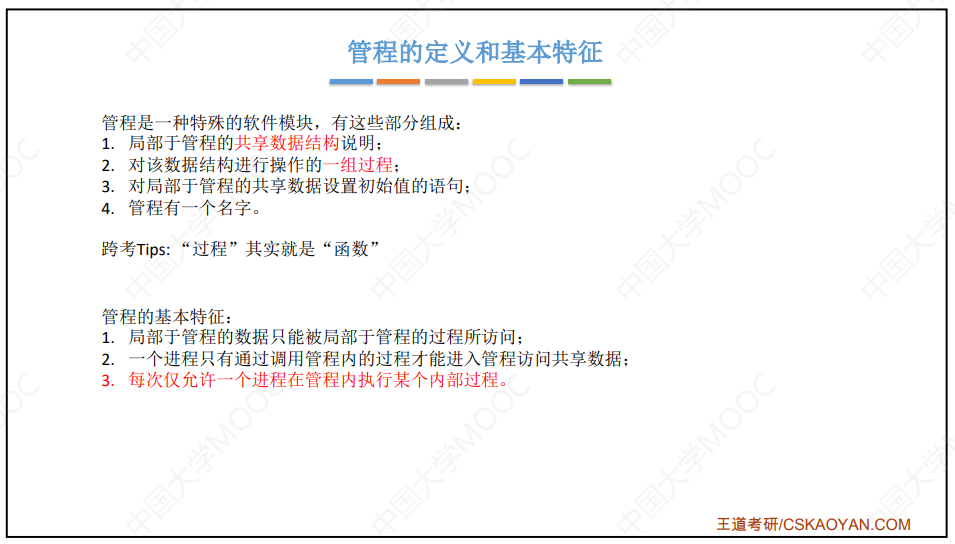 管程的定义和基本特征
管程是一种特殊的软件模块，有这些部分组成：
1. 局部于管程的共享数据结构说明；
2. 对该数据结构进行操作的一组过程；
3. 对局部于管程的共享数据设置初始值的语句；
4. 管程有一个名字。
跨考Tips: “过程”其实就是“函数”
管程的基本特征：
1. 局部于管程的数据只能被局部于管程的过程所访问；
2. 一个进程只有通过调用管程内的过程才能进入管程访问共享数据；
3. 每次仅允许一个进程在管程内执行某个内部过程。
王道考研/CSKAOYAN.COM
中国大学MOOC